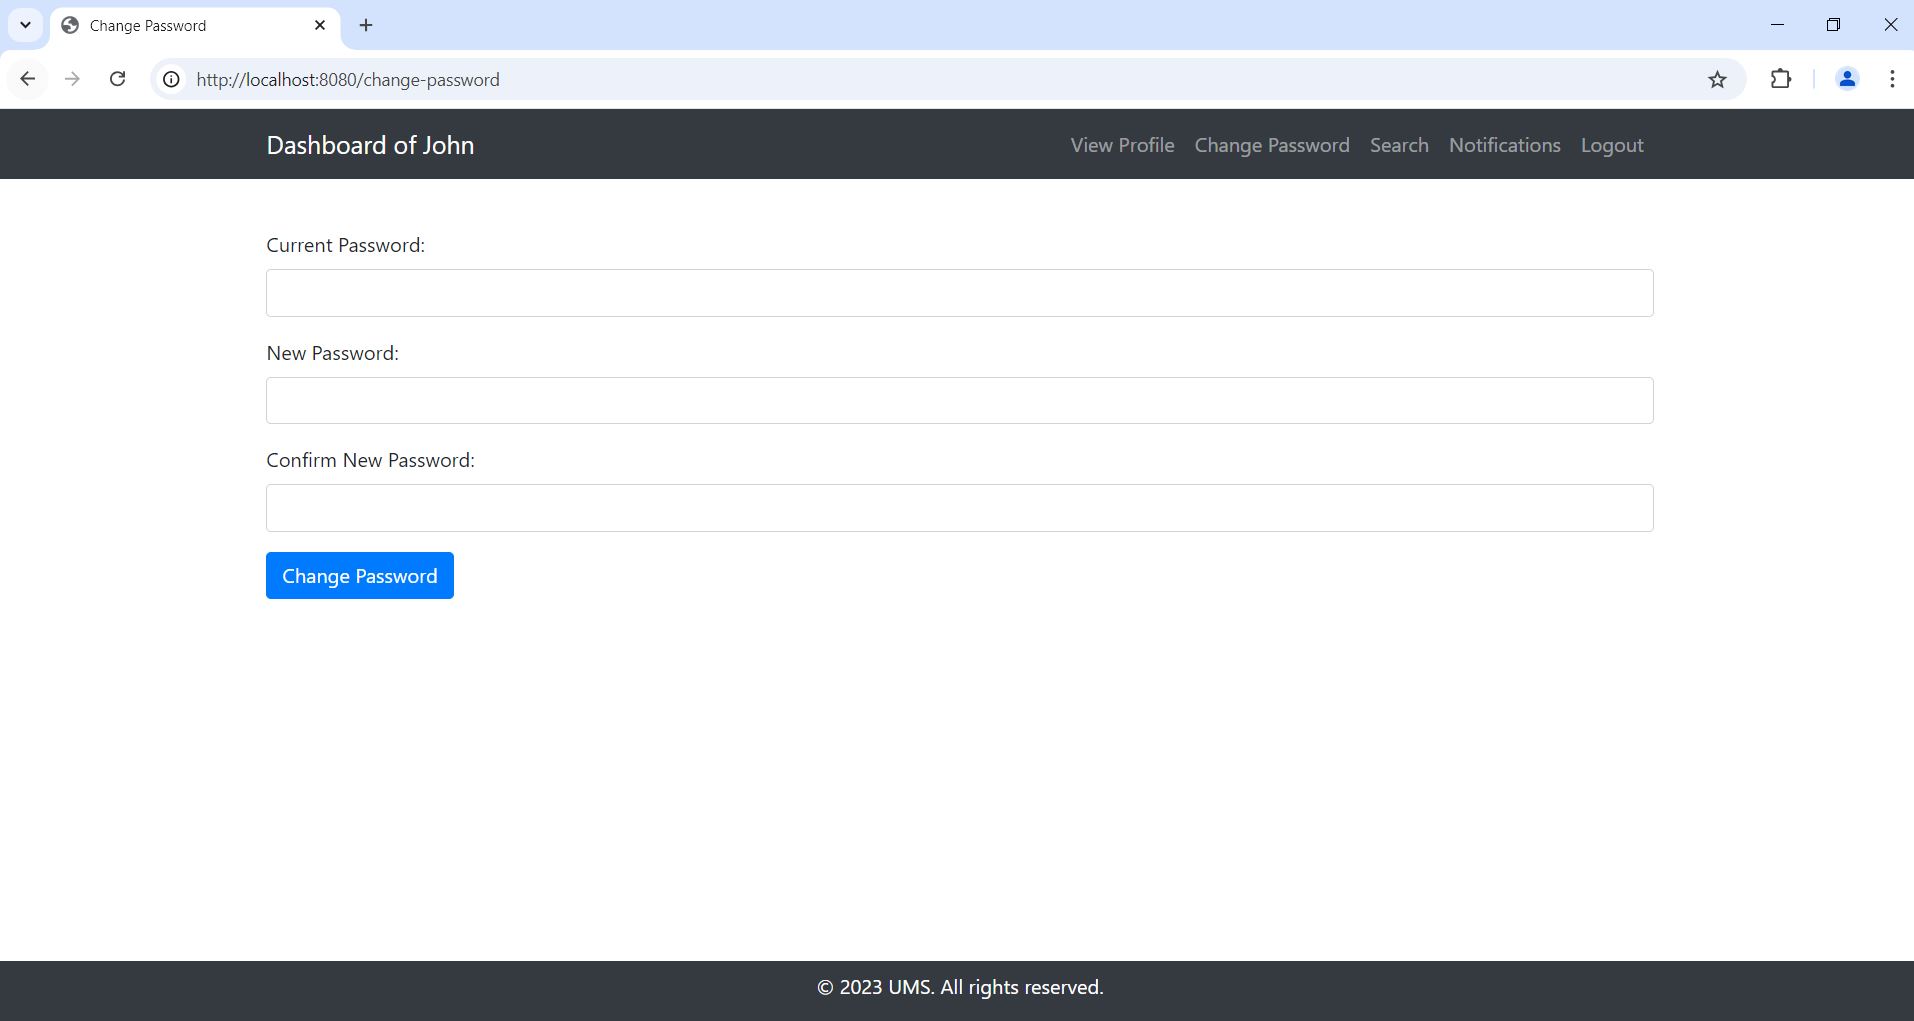 Change Password
http://localhost:8080/change-password
Dashboard of John View Profile Change Password Search Notifications Logout
Current Password:
New Password:
Confirm New Password:
Change Password
© 2023 UMS. All rights reserved.